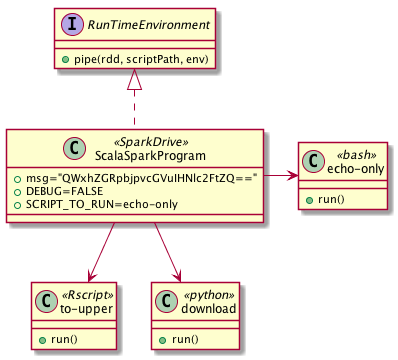 I RunTimeEnvironment
pipe(rdd, scriptPath, env)
C «SparkDrive»
ScalaSparkProgram
msg="QWxhZGRpbjpvcGVuIHNlc2FtZQ=="
DEBUG=FALSE
SCRIPT_TO_RUN=echo-only
C «bash»
echo-only
run()
C «Rscript»
to-upper
run()
C «python»
download
run()